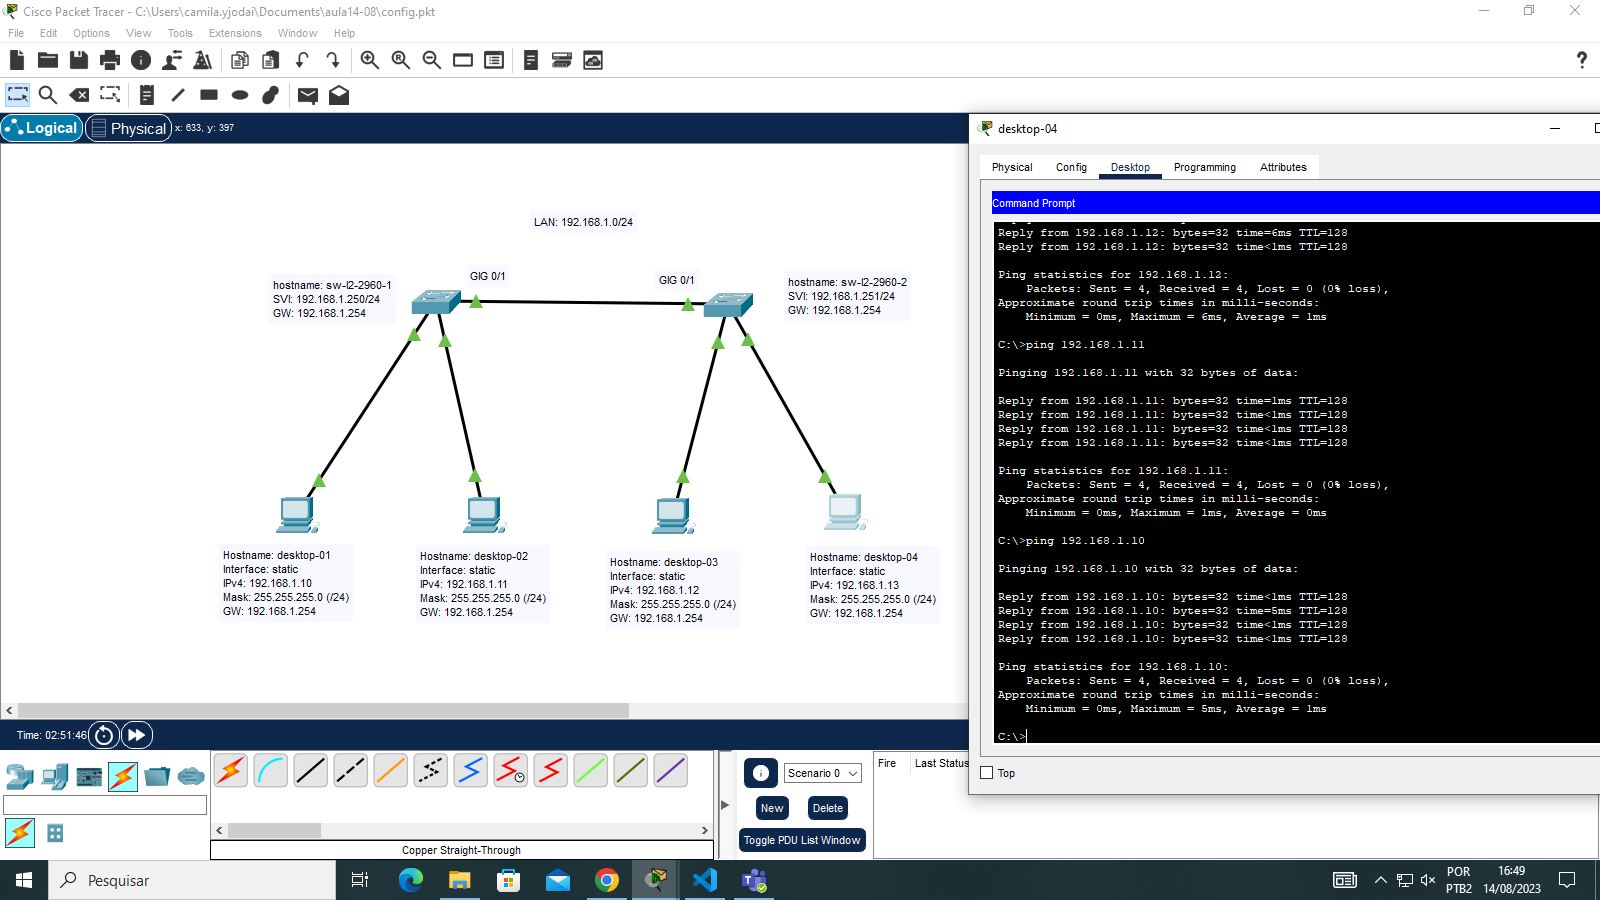 Cisco Packet Tracer - C:\Users\camila.yjodai\Documents\aula14-08\config.pkt
File Edit Options View Tools Extensions Window Help
?
Logical Physical x: 633, y: 397
LAN: 192.168.1.0/24
hostname: sw-l2-2960-1
SVI: 192.168.1.250/24
GW: 192.168.1.254
GIG 0/1
GIG 0/1
hostname: sw-l2-2960-2
SVI: 192.168.1.251/24
GW: 192.168.1.254
Hostname: desktop-01
Interface: static
IPv4: 192.168.1.10
Mask: 255.255.255.0 (/24)
GW: 192.168.1.254
Hostname: desktop-02
Interface: static
IPv4: 192.168.1.11
Mask: 255.255.255.0 (/24)
GW: 192.168.1.254
Hostname: desktop-03
Interface: static
IPv4: 192.168.1.12
Mask: 255.255.255.0 (/24)
GW: 192.168.1.254
Hostname: desktop-04
Interface: static
IPv4: 192.168.1.13
Mask: 255.255.255.0 (/24)
GW: 192.168.1.254
desktop-04
Physical Config Desktop Programming Attributes
Command Prompt
Reply from 192.168.1.12: bytes=32 time=6ms TTL=128
Reply from 192.168.1.12: bytes=32 time<1ms TTL=128
Ping statistics for 192.168.1.12:
Packets: Sent = 4, Received = 4, Lost = 0 (0% loss),
Approximate round trip times in milli-seconds:
Minimum = 0ms, Maximum = 6ms, Average = 1ms
C:\>ping 192.168.1.11
Pinging 192.168.1.11 with 32 bytes of data:
Reply from 192.168.1.11: bytes=32 time=1ms TTL=128
Reply from 192.168.1.11: bytes=32 time<1ms TTL=128
Reply from 192.168.1.11: bytes=32 time<1ms TTL=128
Reply from 192.168.1.11: bytes=32 time<1ms TTL=128
Ping statistics for 192.168.1.11:
Packets: Sent = 4, Received = 4, Lost = 0 (0% loss),
Approximate round trip times in milli-seconds:
Minimum = 0ms, Maximum = 1ms, Average = 0ms
C:\>ping 192.168.1.10
Pinging 192.168.1.10 with 32 bytes of data:
Reply from 192.168.1.10: bytes=32 time<1ms TTL=128
Reply from 192.168.1.10: bytes=32 time=5ms TTL=128
Reply from 192.168.1.10: bytes=32 time<1ms TTL=128
Reply from 192.168.1.10: bytes=32 time<1ms TTL=128
Ping statistics for 192.168.1.10:
Packets: Sent = 4, Received = 4, Lost = 0 (0% loss),
Approximate round trip times in milli-seconds:
Minimum = 0ms, Maximum = 5ms, Average = 1ms
C:\>
Top
Time: 02:51:46
Copper Straight-Through
Scenario 0
New Delete
Toggle PDU List Window
Fire Last Status
Pesquisar
POR
PTB2
16:49
14/08/2023